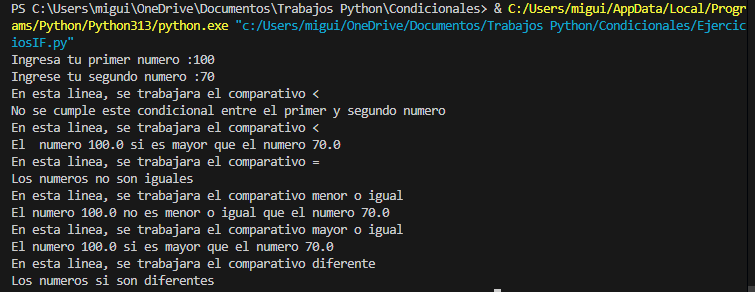 PS C:\Users\migui\OneDrive\Documentos\Trabajos Python\Condicionales> & C:/Users/migui/AppData/Local/Progr
ams/Python/Python313/python.exe "c:/Users/migui/OneDrive/Documentos/Trabajos Python/Condicionales/Ejercic
iosIF.py"
Ingresa tu primer numero :100
Ingrese tu segundo numero :70
En esta linea, se trabajara el comparativo <
No se cumple este condicional entre el primer y segundo numero
En esta linea, se trabajara el comparativo <
El  numero 100.0 si es mayor que el numero 70.0
En esta linea, se trabajara el comparativo =
Los numeros no son iguales
En esta linea, se trabajara el comparativo menor o igual
El numero 100.0 no es menor o igual que el numero 70.0
En esta linea, se trabajara el comparativo mayor o igual
El numero 100.0 si es mayor que el numero 70.0
En esta linea, se trabajara el comparativo diferente
Los numeros si son diferentes